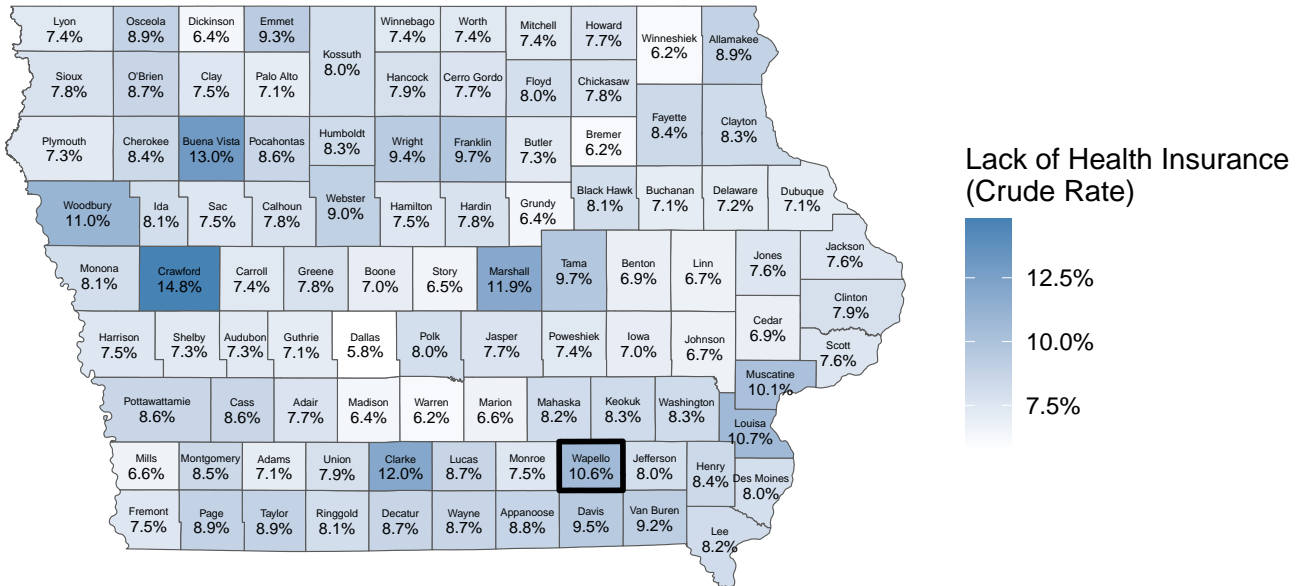 Lyon
7.4%
Osceola
8.9%
Dickinson
6.4%
Emmet
9.3%
Kossuth
8.0%
Winnebago
7.4%
Worth
7.4%
Mitchell
7.4%
Howard
7.7%
Winneshiek
6.2%
Allamakee
8.9%
Sioux
7.8%
O'Brien
8.7%
Clay
7.5%
Palo Alto
7.1%
Hancock
7.9%
Cerro Gordo
7.7%
Floyd
8.0%
Chickasaw
7.8%
Fayette
8.4%
Clayton
8.3%
Plymouth
7.3%
Cherokee
8.4%
Buena Vista
13.0%
Pocahontas
8.6%
Humboldt
8.3%
Wright
9.4%
Franklin
9.7%
Butler
7.3%
Bremer
6.2%
Woodbury
11.0%
Ida
8.1%
Sac
7.5%
Calhoun
7.8%
Webster
9.0%
Hamilton
7.5%
Hardin
7.8%
Grundy
6.4%
Black Hawk
8.1%
Buchanan
7.1%
Delaware
7.2%
Dubuque
7.1%
Monona
8.1%
Crawford
14.8%
Carroll
7.4%
Greene
7.8%
Boone
7.0%
Story
6.5%
Marshall
11.9%
Tama
9.7%
Benton
6.9%
Linn
6.7%
Jones
7.6%
Jackson
7.6%
Clinton
7.9%
Harrison
7.5%
Shelby
7.3%
Audubon
7.3%
Guthrie
7.1%
Dallas
5.8%
Polk
8.0%
Jasper
7.7%
Poweshiek
7.4%
Iowa
7.0%
Johnson
6.7%
Cedar
6.9%
Scott
7.6%
Muscatine
10.1%
Pottawattamie
8.6%
Cass
8.6%
Adair
7.7%
Madison
6.4%
Warren
6.2%
Marion
6.6%
Mahaska
8.2%
Keokuk
8.3%
Washington
8.3%
Louisa
10.7%
Mills
6.6%
Montgomery
8.5%
Adams
7.1%
Union
7.9%
Clarke
12.0%
Lucas
8.7%
Monroe
7.5%
Wapello
10.6%
Jefferson
8.0%
Henry
8.4%
Des Moines
8.0%
Fremont
7.5%
Page
8.9%
Taylor
8.9%
Ringgold
8.1%
Decatur
8.7%
Wayne
8.7%
Appanoose
8.8%
Davis
9.5%
Van Buren
9.2%
Lee
8.2%
Lack of Health Insurance
(Crude Rate)
12.5%
10.0%
7.5%